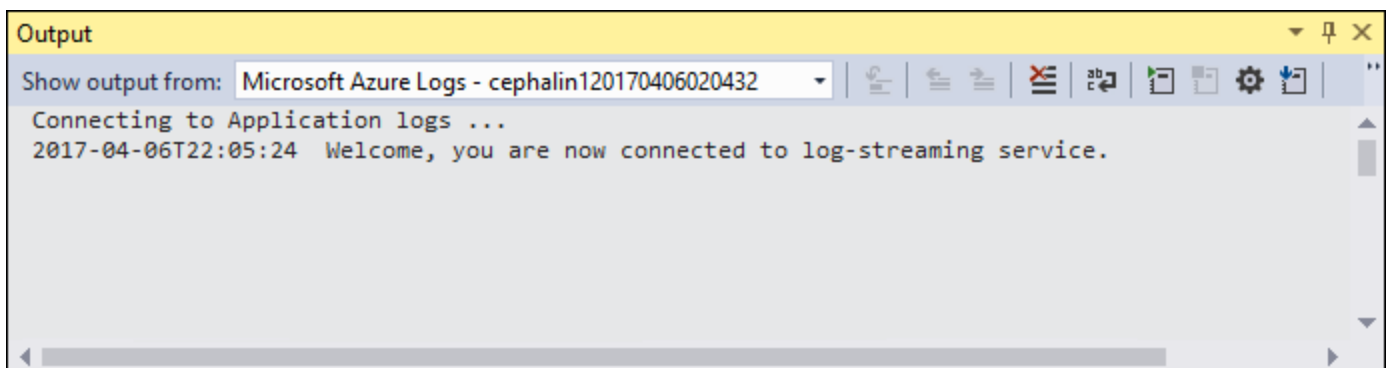 Output
Show output from: Microsoft Azure Logs - cephalin120170406020432
Connecting to Application logs ...
2017-04-06T22:05:24  Welcome, you are now connected to log-streaming service.